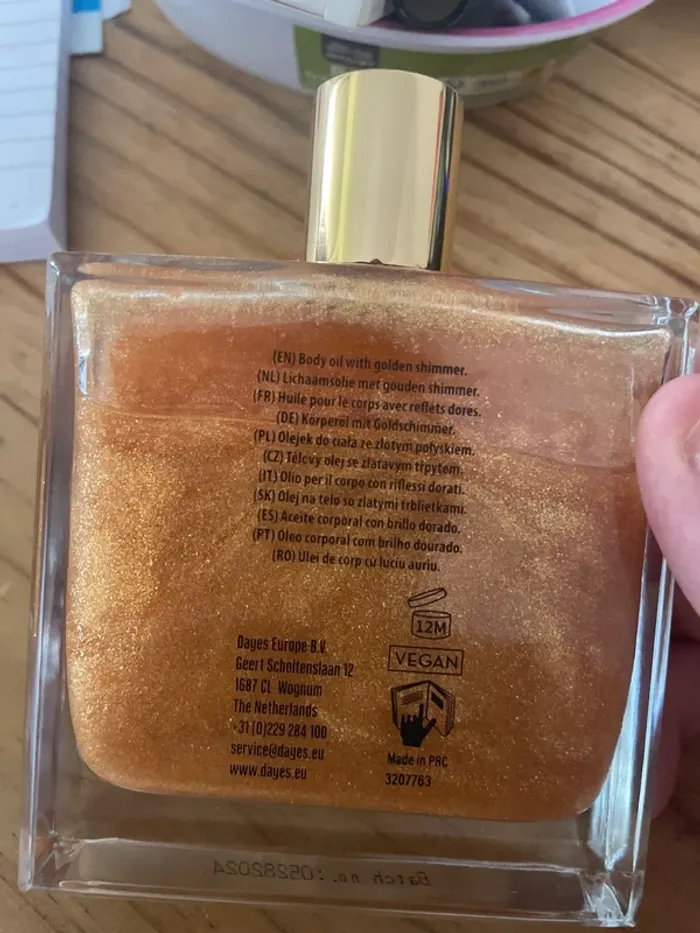 (EN) Body oil with golden shimmer.
(NL) Lichaamsolie met gouden shimmer.
(FR) Huile pour le corps avec reflets dores.
(DE) Körperöl mit Goldschimmer.
(PL) Olejek do ciała ze złotym połyskiem.
(CZ) Tělový olej se zlatavým třpytem.
(IT) Olio per il corpo con riflessi dorati.
(SK) Olej na telo so zlatymi trblietkami.
(ES) Aceite corporal con brillo dorado.
(PT) Oleo corporal com brilho dourado.
(RO) Ulei de corp cu luciu auriu.
12M
VEGAN
Dayes Europe B.V.
Geert Scholtenslaan 12
1687 CL Wognum
The Netherlands
+31 (0)229 284 100
service@dayes.eu
www.dayes.eu
Made in PRC
3207763
Batch no.:05282024